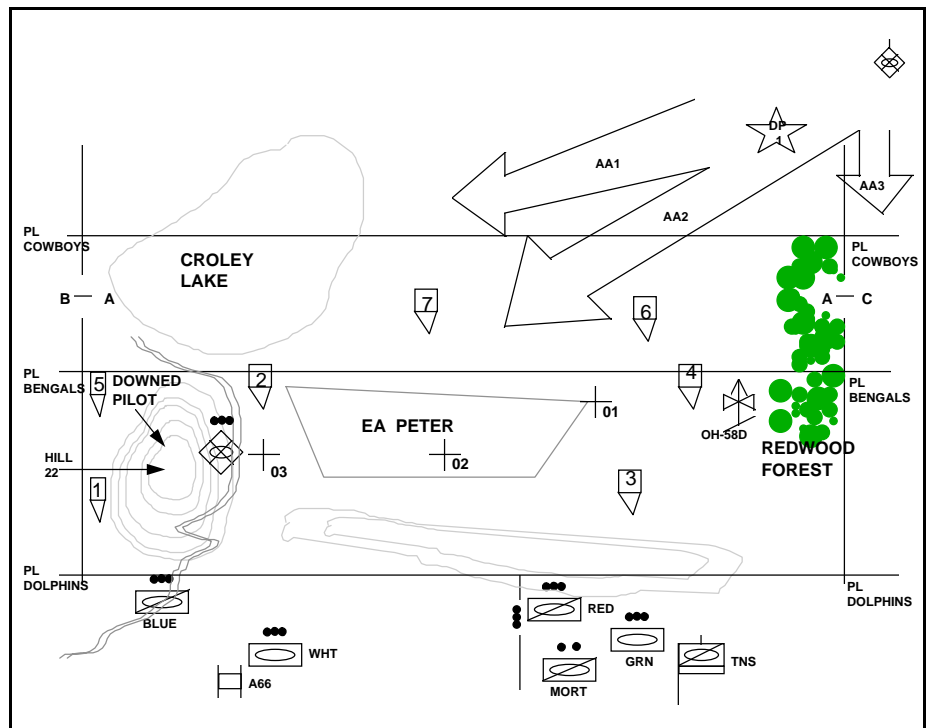 DP
1
AA1
AA3
AA2
PL
COWBOYS
PL
COWBOYS
CROLEY
LAKE
B A
A C
7
6
PL
BENGALS
PL
BENGALS
5
DOWNED
PILOT
2
4
01
EA PETER
OH-58D
REDWOOD
FOREST
HILL
22
03
02
1
3
PL
DOLPHINS
PL
DOLPHINS
BLUE
RED
WHT
GRN
TNS
A66
MORT